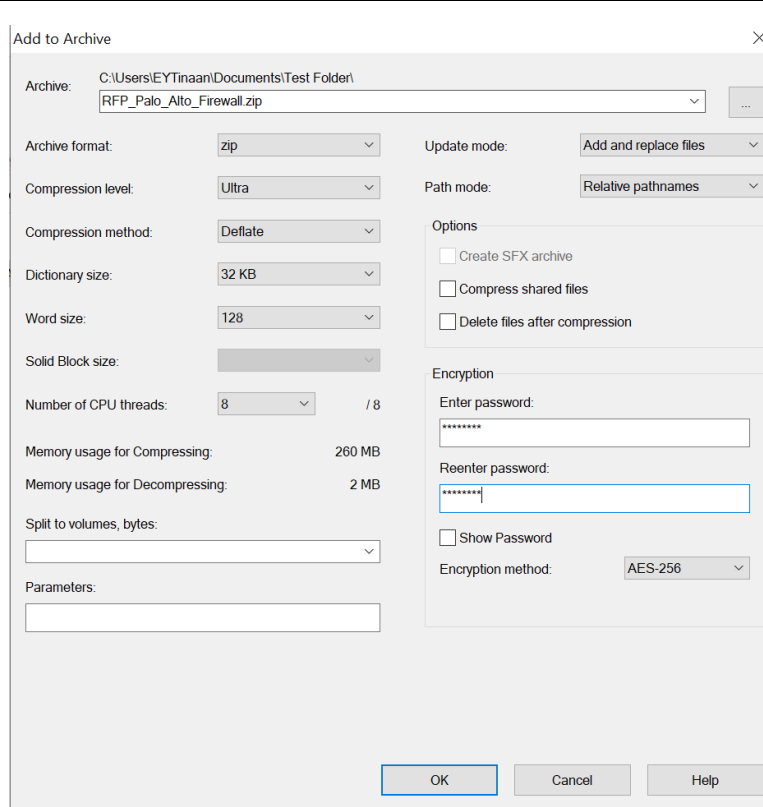 Add to Archive
Archive:
C:\Users\EYTinaan\Documents\Test Folder\
RFP_Palo_Alto_Firewall.zip
...
Archive format:
zip
Compression level:
Ultra
Compression method:
Deflate
Dictionary size:
32 KB
Word size:
128
Solid Block size:
Number of CPU threads:
8
/ 8
Memory usage for Compressing:
260 MB
Memory usage for Decompressing:
2 MB
Split to volumes, bytes:
Parameters:
Update mode:
Add and replace files
Path mode:
Relative pathnames
Options
Create SFX archive
Compress shared files
Delete files after compression
Encryption
Enter password:
********
Reenter password:
********
Show Password
Encryption method:
AES-256
OK
Cancel
Help